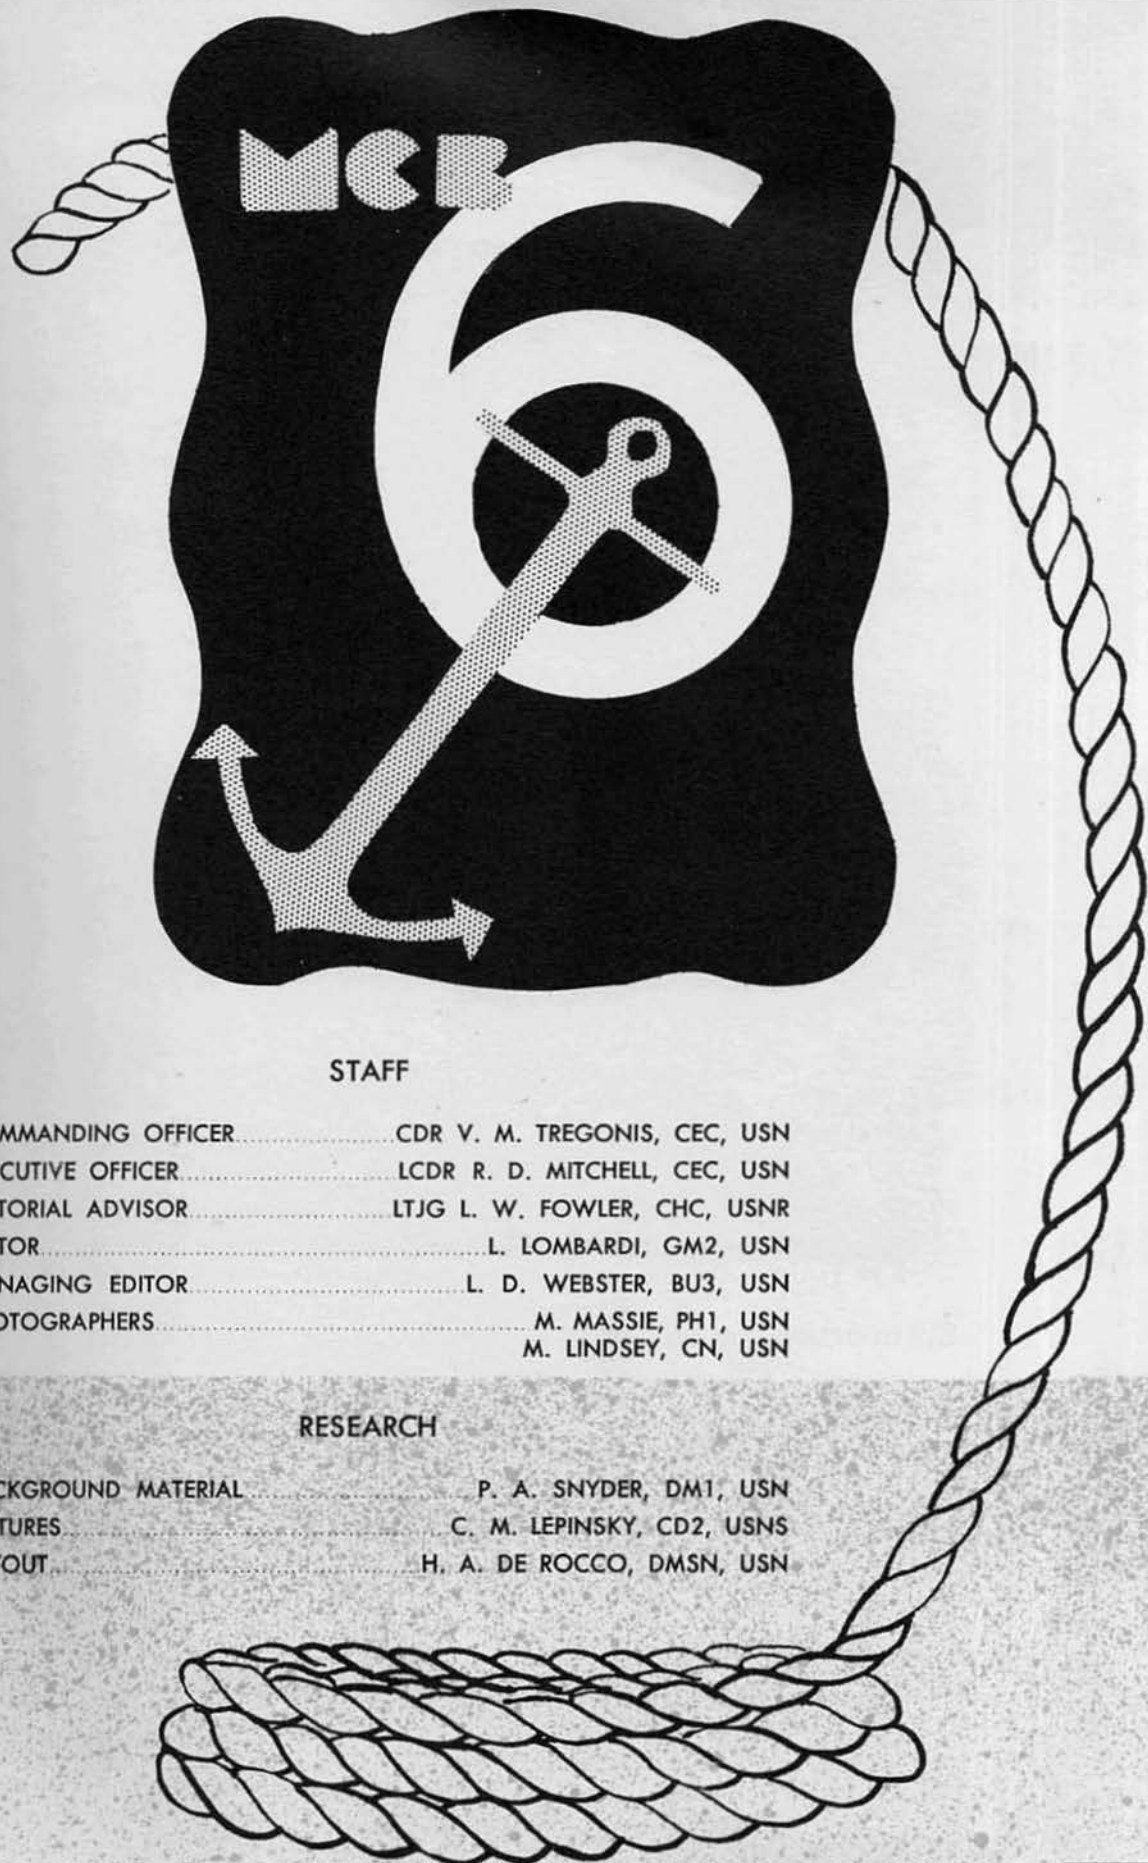 MCB
6
STAFF
MMANDING OFFICER....................CDR V. M. TREGONIS, CEC, USN
CUTIVE OFFICER............................LCDR R. D. MITCHELL, CEC, USN
TORIAL ADVISOR..........................LTJG L. W. FOWLER, CHC, USNR
TOR..........................................................L. LOMBARDI, GM2, USN
NAGING EDITOR...................................L. D. WEBSTER, BU3, USN
OTOGRAPHERS...............................................M. MASSIE, PH1, USN
M. LINDSEY, CN, USN
RESEARCH
CKGROUND MATERIAL.............................P. A. SNYDER, DM1, USN
TURES..................................................C. M. LEPINSKY, CD2, USNS
OUT...............................................H. A. DE ROCCO, DMSN, USN